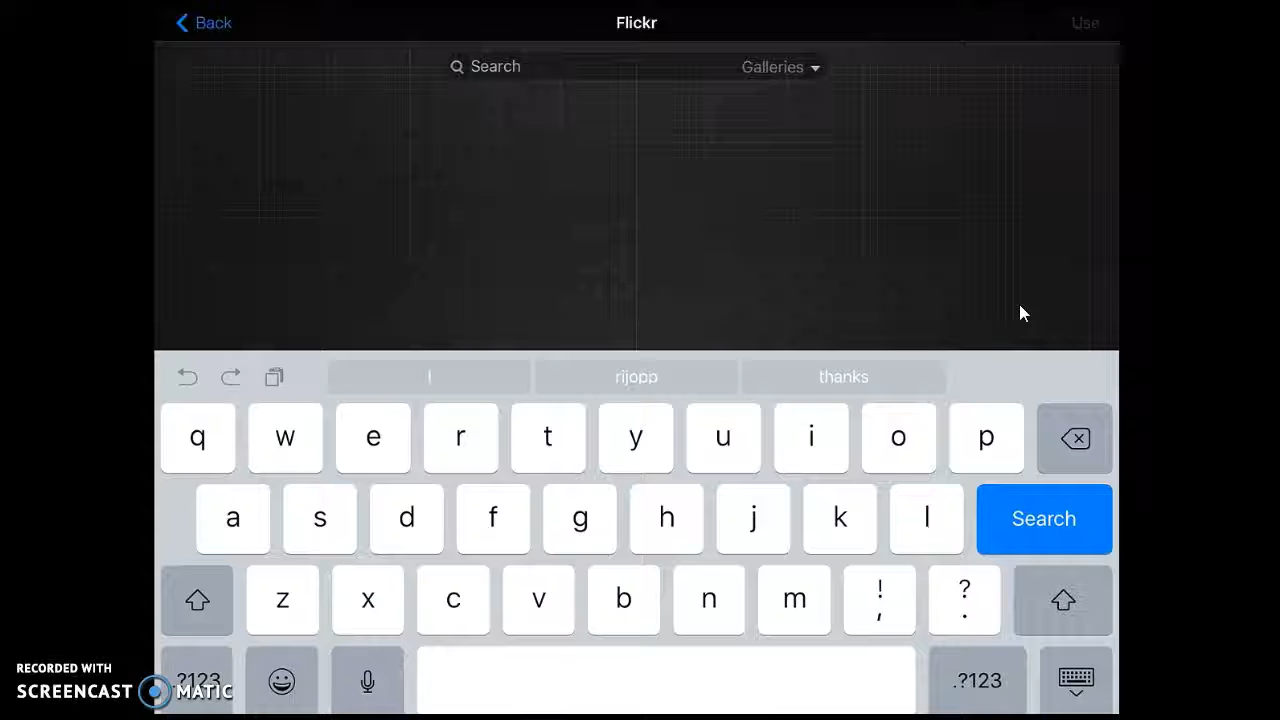 Back Flickr Use
Search Galleries
I rijopp thanks
q w e r t y u i o p
a s d f g h j k l Search
z x c v b n m ! , ? .
.?123 .?123
RECORDED WITH
SCREENCAST MATIC